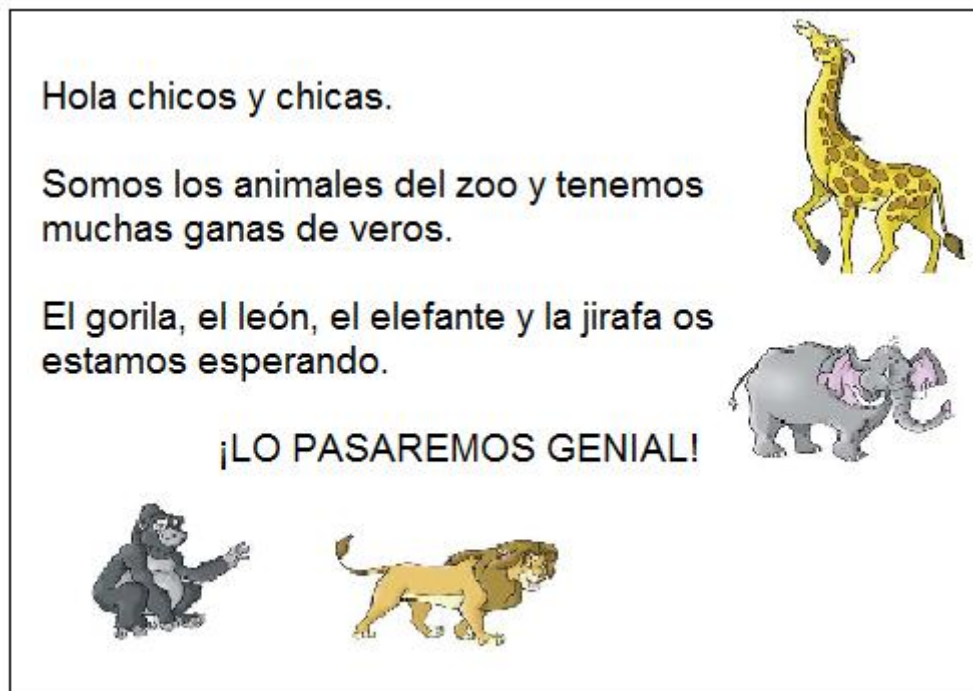 Hola chicos y chicas.
Somos los animales del zoo y tenemos
muchas ganas de veros.
El gorila, el león, el elefante y la jirafa os
estamos esperando.
¡LO PASAREMOS GENIAL!